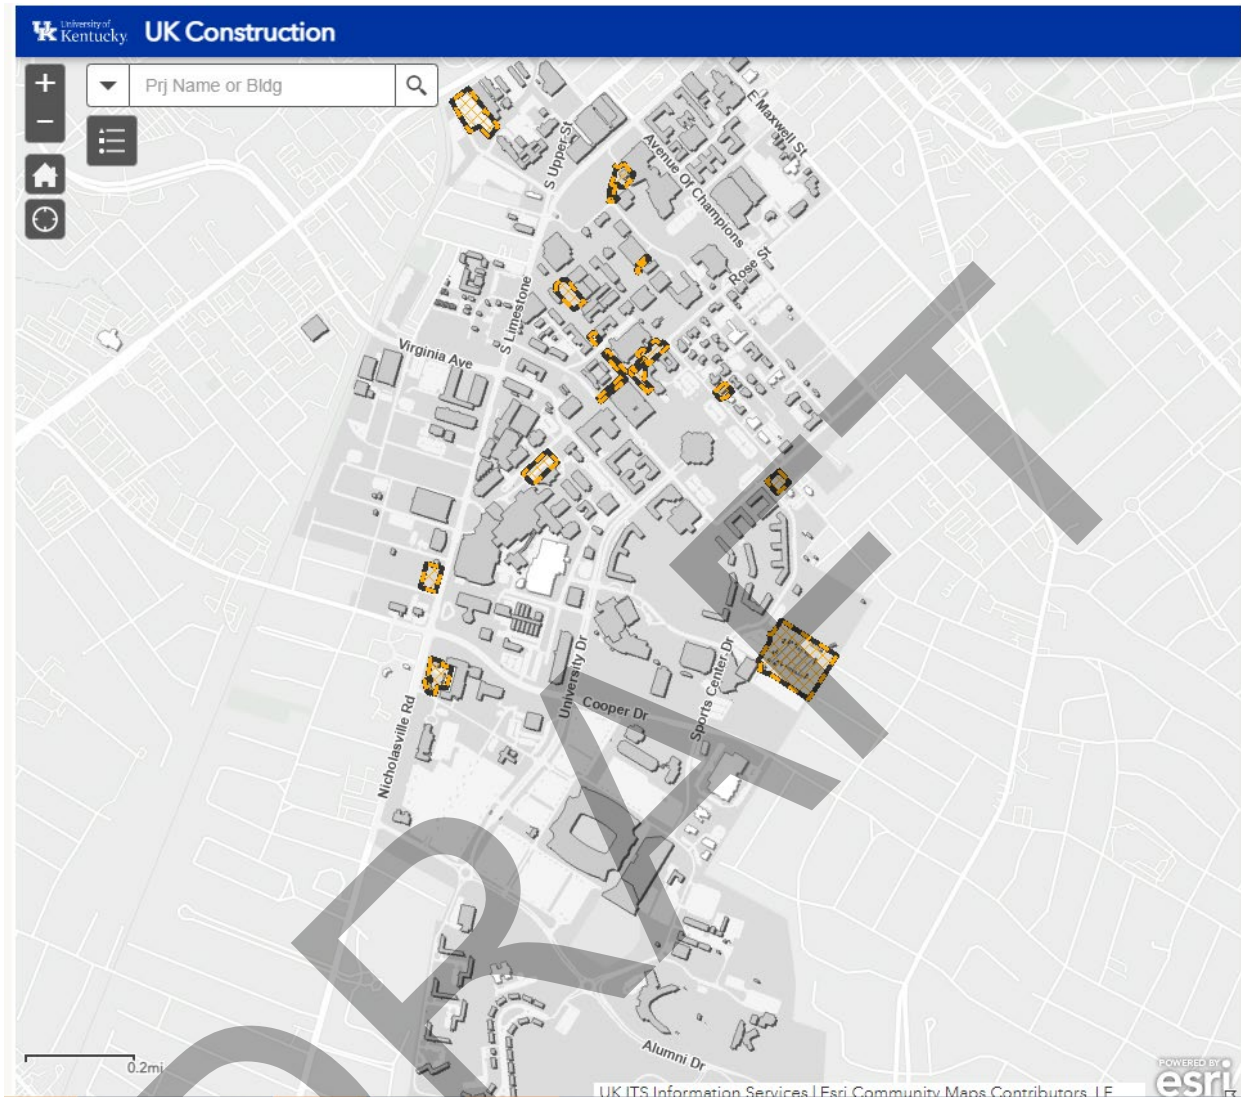 UK University of Kentucky. UK Construction
+
Prj Name or Bldg
−
E Maxwell St
S Upper St
Avenue Of Champions
Rose St
S Limestone
Virginia Ave
University Dr
Sports Center Dr
Cooper Dr
Nicholasville Rd
DRAFT
Alumni Dr
0.2mi
POWERED BY
esri
UK ITS Information Services | Esri Community Maps Contributors, LF